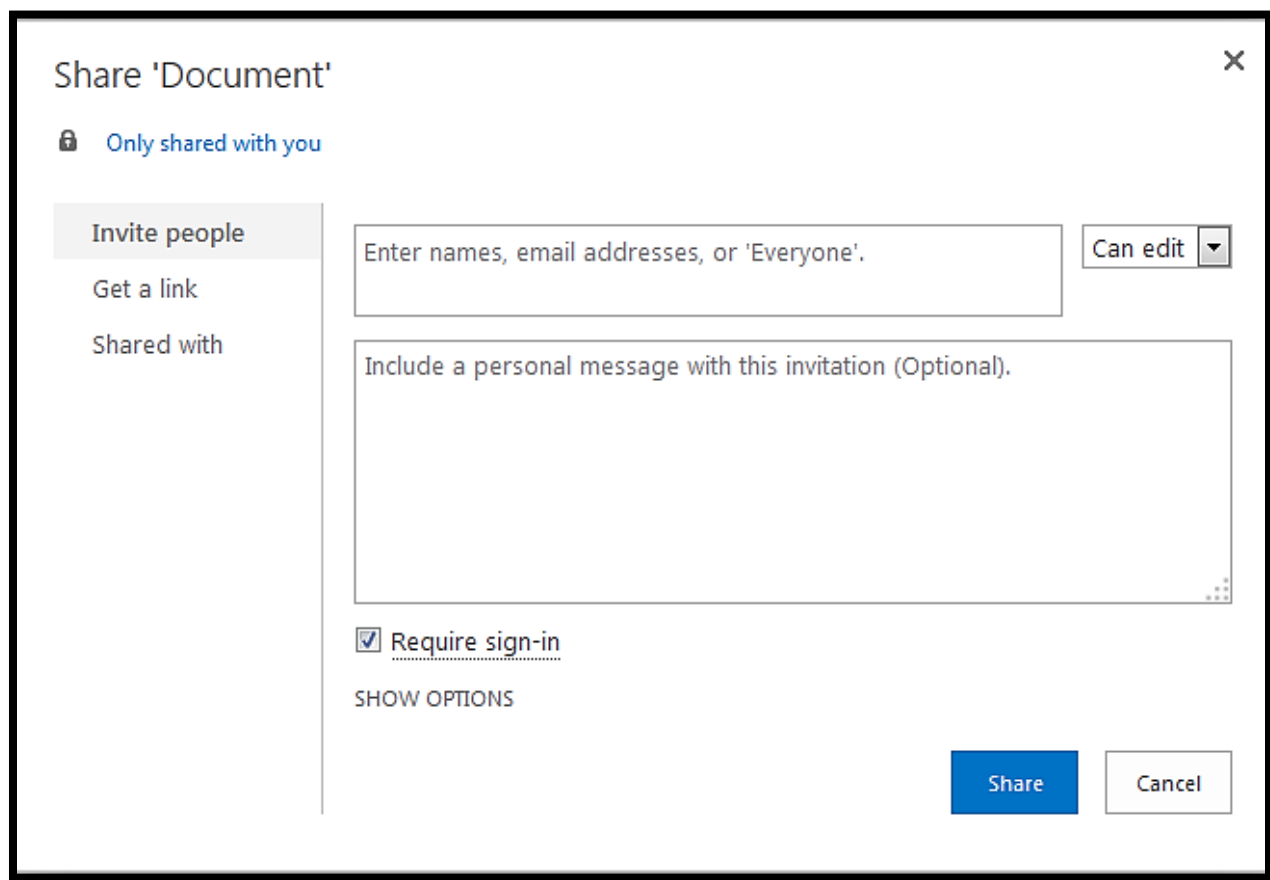 Share 'Document'
Only shared with you
Invite people
Get a link
Shared with
Enter names, email addresses, or 'Everyone'.
Can edit
Include a personal message with this invitation (Optional).
Require sign-in
SHOW OPTIONS
Share
Cancel